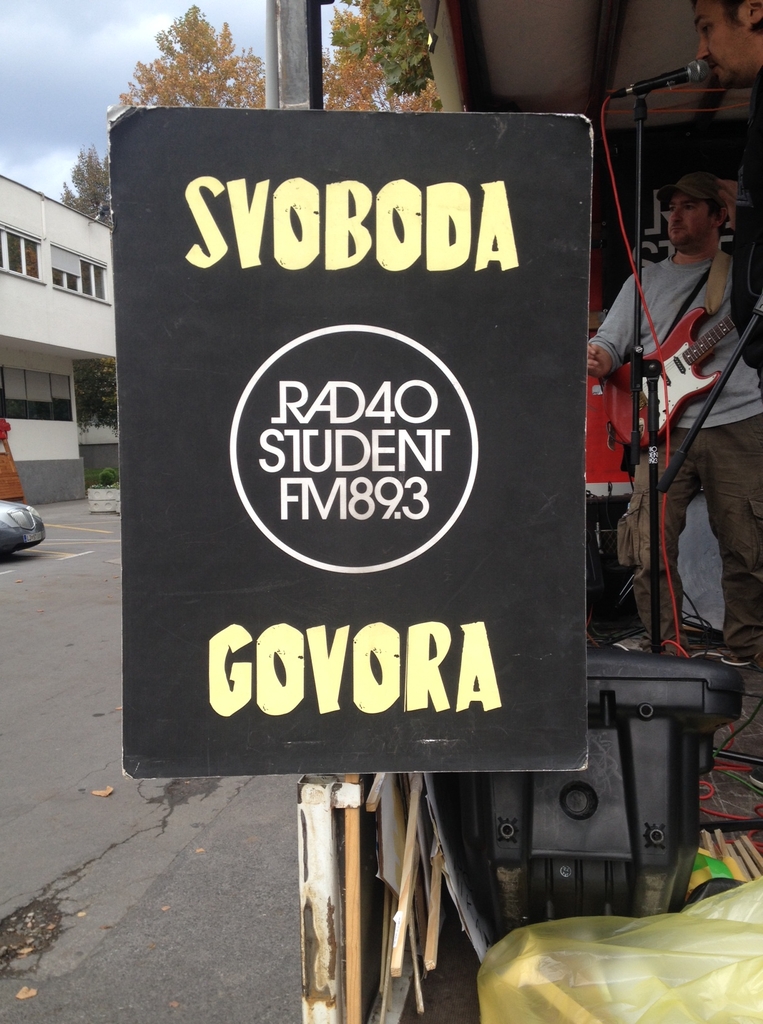 SVOBODA
RAD4O
STUDENT
FM89.3
GOVORA